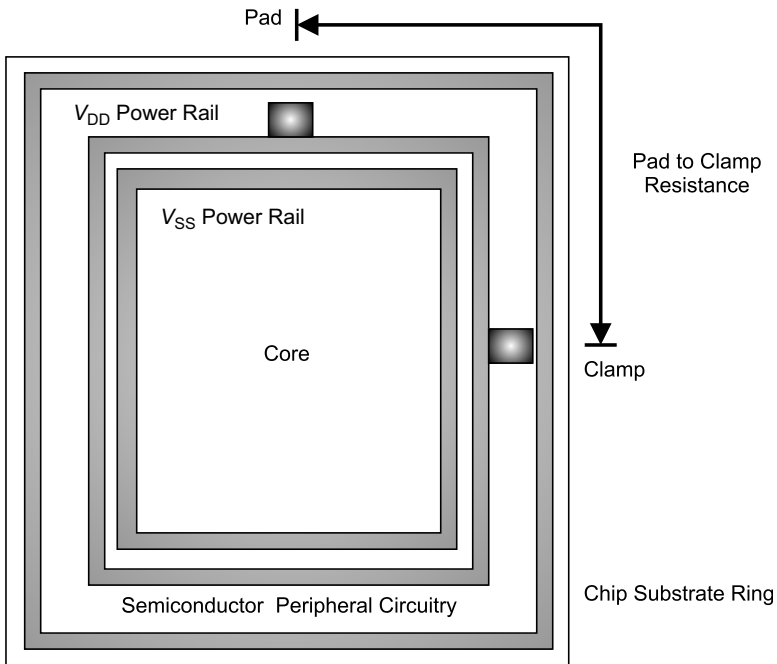 Pad
V_DD Power Rail
Pad to Clamp
Resistance
V_SS Power Rail
Core
Clamp
Chip Substrate Ring
Semiconductor Peripheral Circuitry